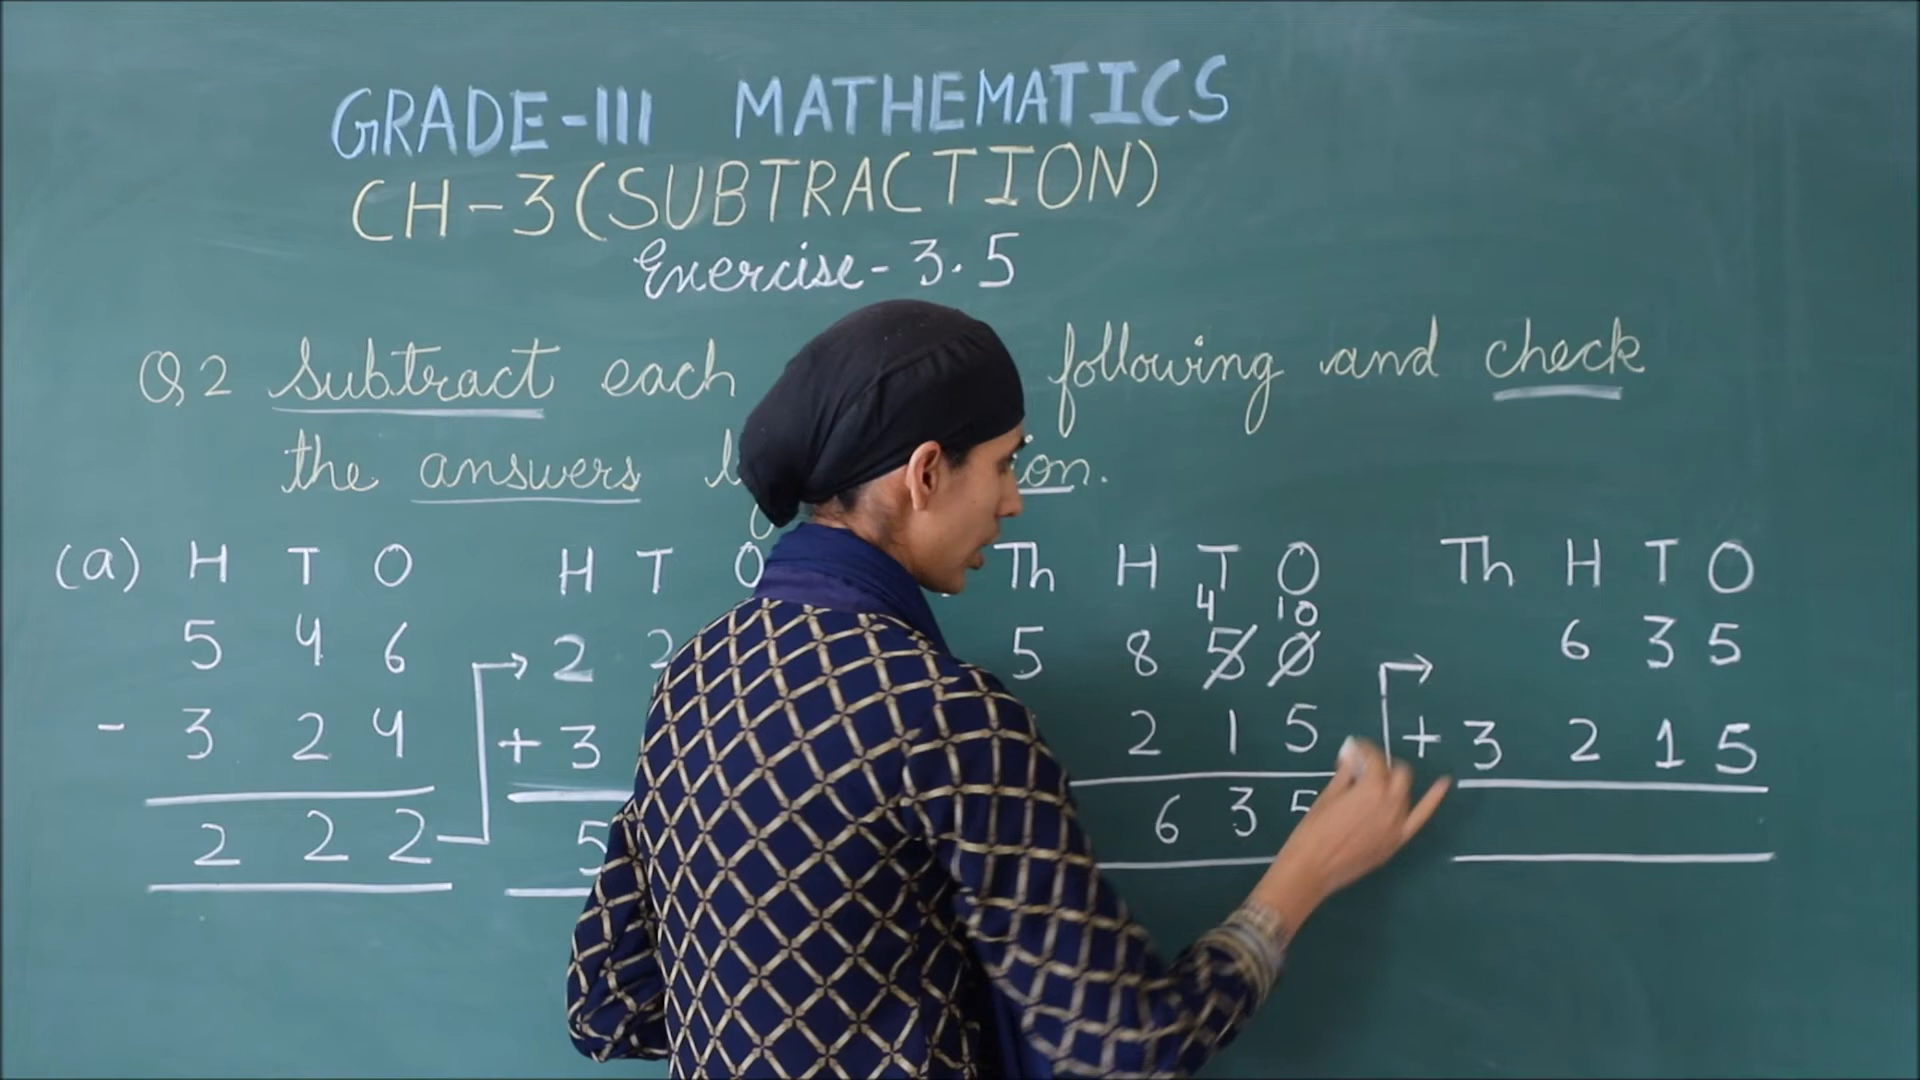 GRADE-III MATHEMATICS
CH-3 (SUBTRACTION)
Exercise-3.5
Q2 Subtract each following and check
the answers
(a) H T O H T O Th H T O Th H T O
4 10
5 4 6 2 2 5 8 5 0 6 3 5
- 3 2 4 + 3 2 1 5 + 3 2 1 5
2 2 2 5 6 3 5